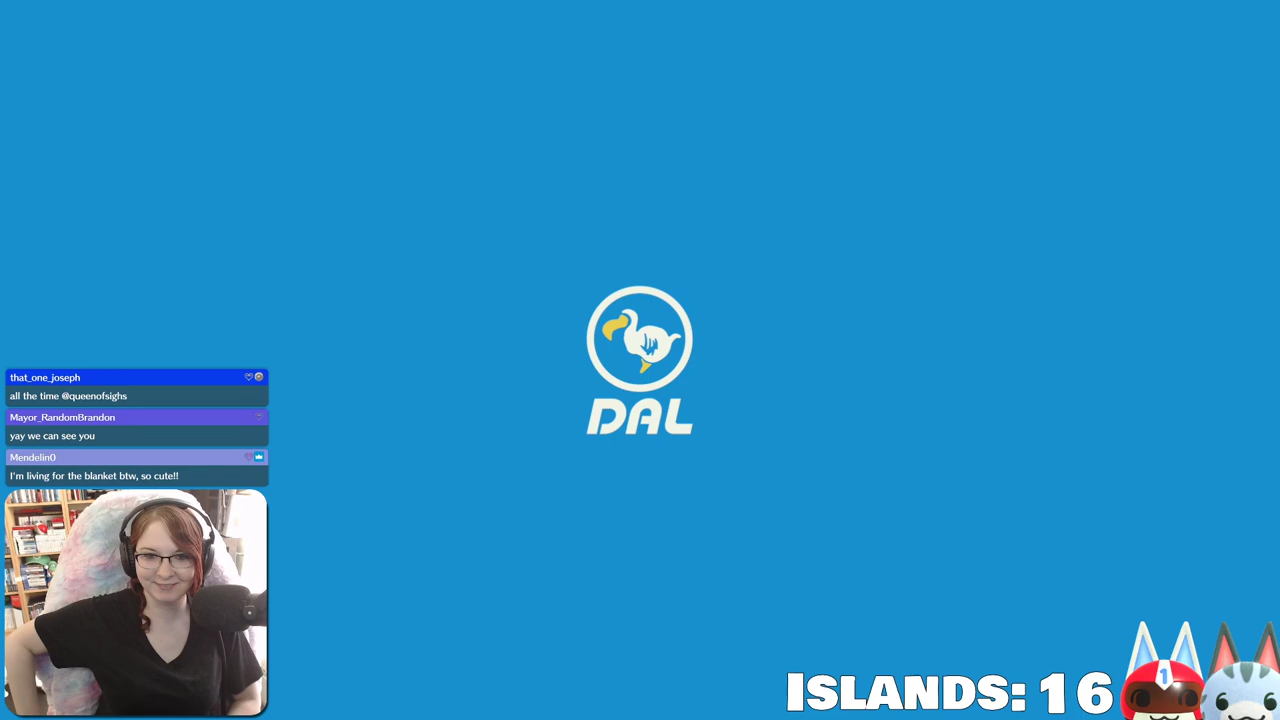 DAL
that_one_joseph
all the time @queenofsighs
Mayor_RandomBrandon
yay we can see you
Mendelin0
I'm living for the blanket btw, so cute!!
ISLANDS: 16
1